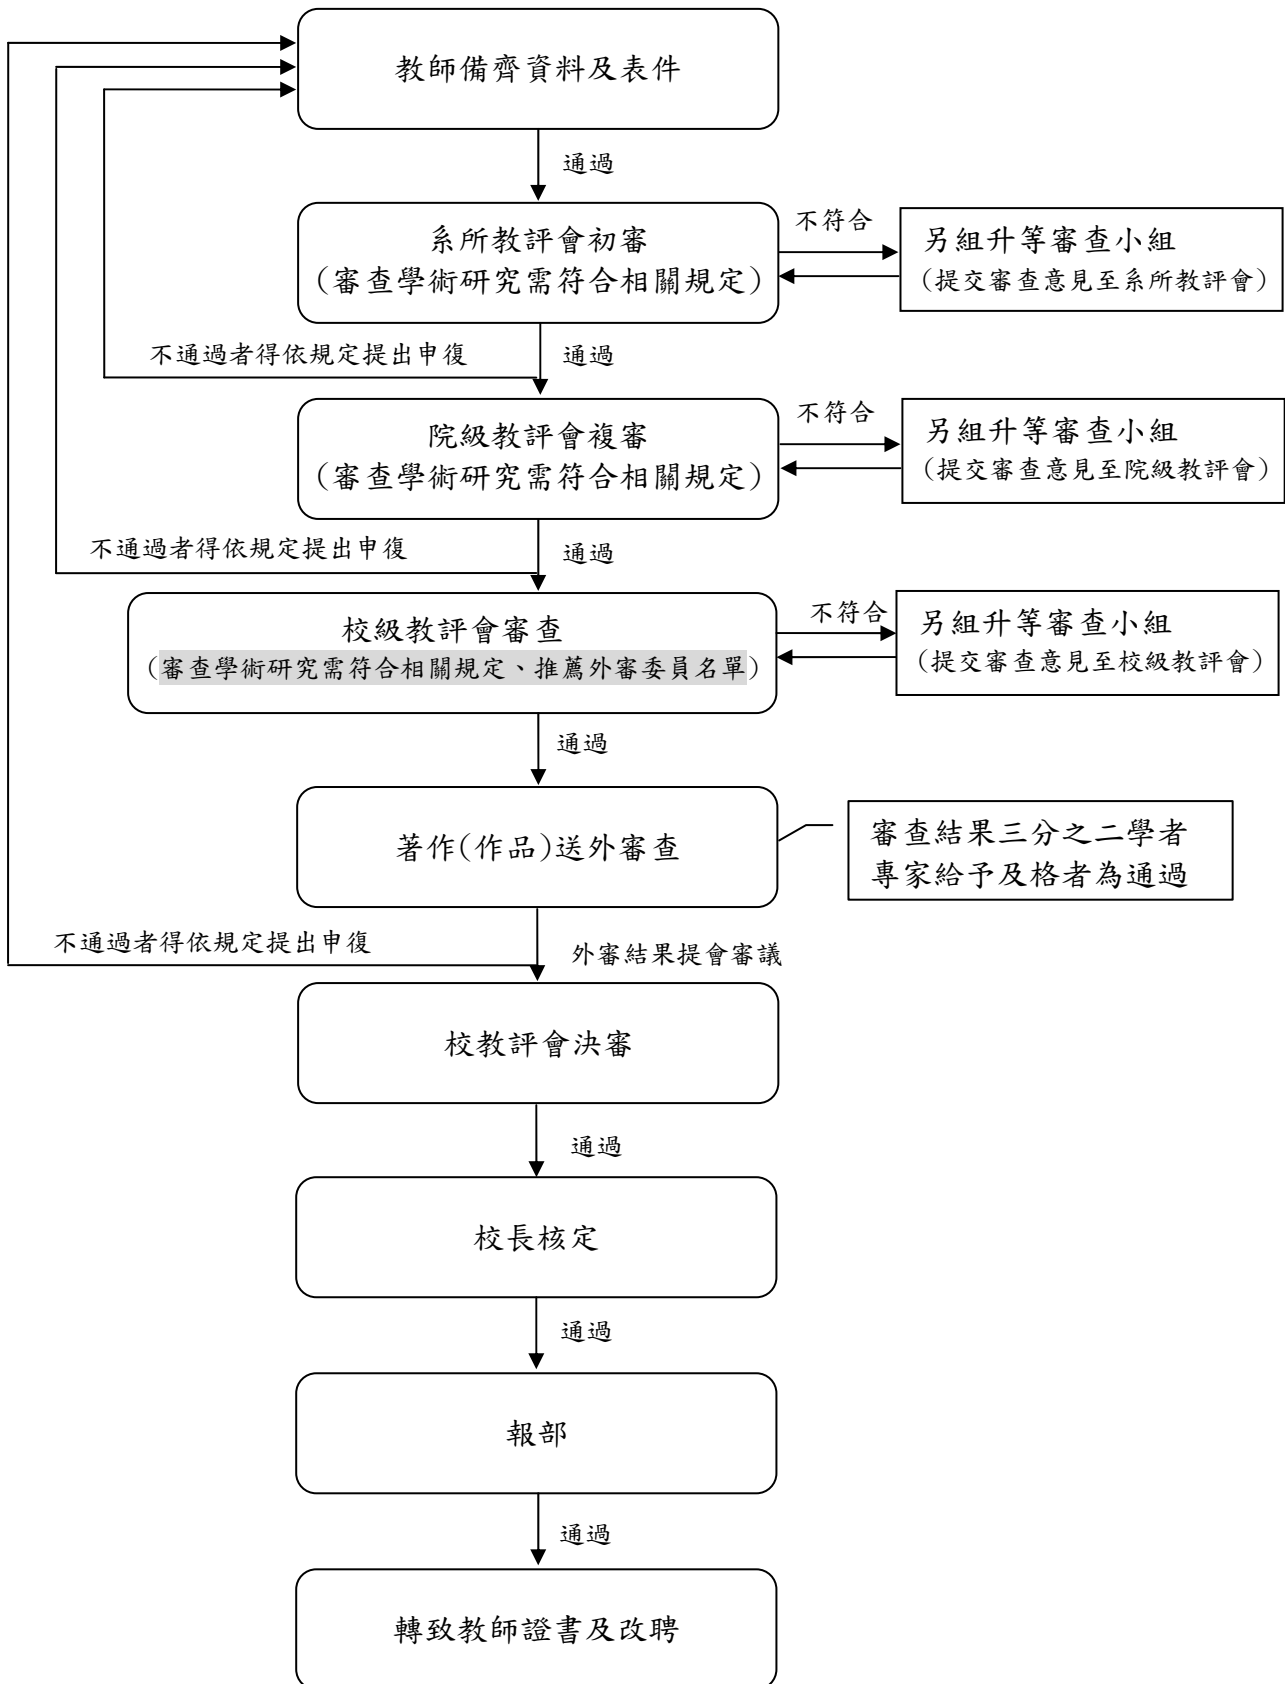 教師備齊資料及表件
通過
系所教評會初審
(審查學術研究需符合相關規定)
不符合
另組升等審查小組
(提交審查意見至系所教評會)
不通過者得依規定提出申復
通過
院級教評會複審
(審查學術研究需符合相關規定)
不符合
另組升等審查小組
(提交審查意見至院級教評會)
不通過者得依規定提出申復
通過
校級教評會審查
(審查學術研究需符合相關規定、推薦外審委員名單)
不符合
另組升等審查小組
(提交審查意見至校級教評會)
通過
著作(作品)送外審查
審查結果三分之二學者
專家給予及格者為通過
不通過者得依規定提出申復
外審結果提會審議
校教評會決審
通過
校長核定
通過
報部
通過
轉致教師證書及改聘